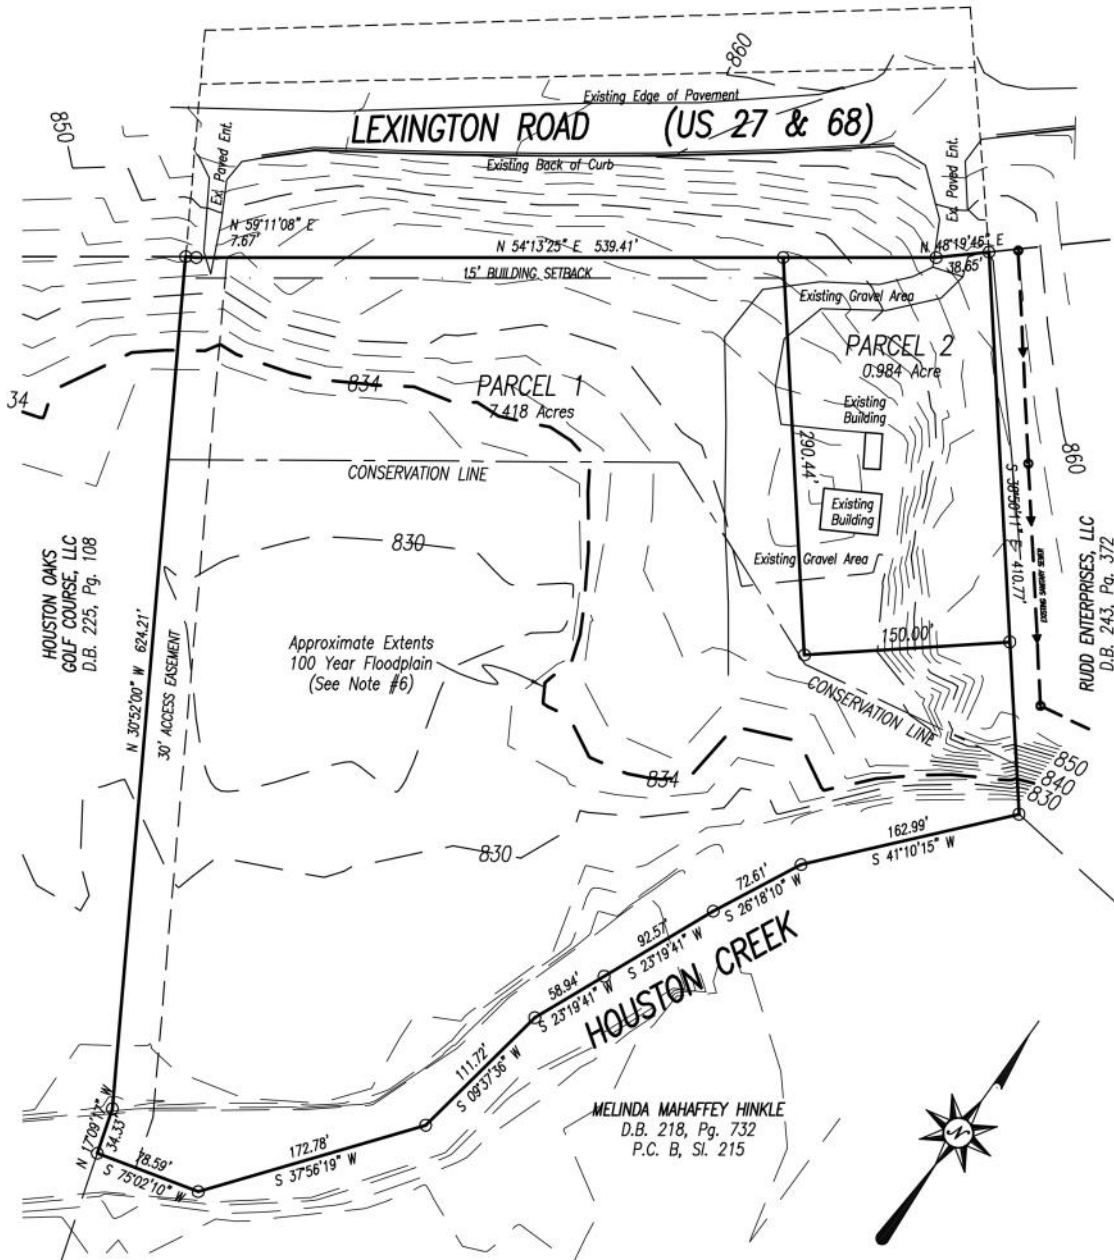 860
Existing Edge of Pavement
LEXINGTON ROAD (US 27 & 68)
850
Ex. Paved Ent.
Existing Back of Curb
Ex. Paved Ent.
N 59°11'08" E
7.67'
N 54°13'25" E 539.41'
N 48°19'46" E
38.65'
15' BUILDING SETBACK
Existing Gravel Area
PARCEL 2
0.984 Acre
834
PARCEL 1
7.418 Acres
34
Existing
Building
290.44'
860
CONSERVATION LINE
S 38°50'11" E 410.77'
Existing
Building
EXISTING SANITARY SEWER
830
Existing Gravel Area
HOUSTON OAKS
GOLF COURSE, LLC
D.B. 225, Pg. 108
RUDD ENTERPRISES, LLC
D.B. 243, Pg. 372
N 30°52'00" W 624.21'
30' ACCESS EASEMENT
Approximate Extents
100 Year Floodplain
(See Note #6)
150.00'
CONSERVATION LINE
834
850
840
830
830
162.99'
S 41°10'15" W
72.61'
S 26°18'10" W
92.57'
S 23°19'41" W
58.94'
S 23°19'41" W
HOUSTON CREEK
111.72'
S 09°37'36" W
MELINDA MAHAFFEY HINKLE
D.B. 218, Pg. 732
P.C. B, Sl. 215
34.33'
78.59'
S 75°02'10" W
172.78'
S 37°56'19" W
N